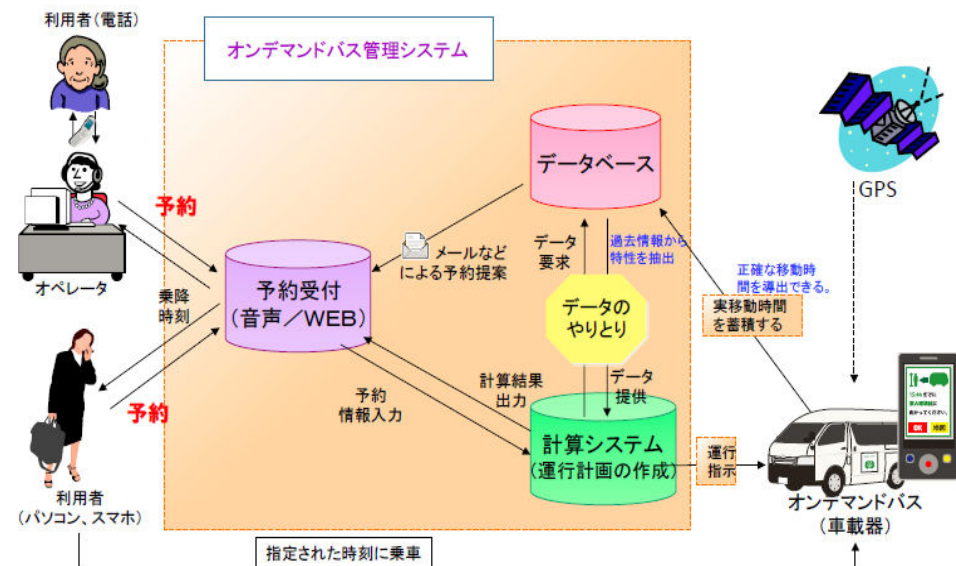 利用者(電話)
オンデマンドバス管理システム
データベース
GPS
予約
オペレータ
メールなど
による予約提案
データ
要求
過去情報から
特性を抽出
正確な移動時
間を導出できる。
実移動時間
を蓄積する
乗降
時刻
予約受付
(音声/WEB)
データの
やりとり
予約
予約
情報入力
計算結果
出力
データ
提供
計算システム
(運行計画の作成)
運行
指示
OK
オンデマンドバス
(車載器)
利用者
(パソコン、スマホ)
指定された時刻に乗車